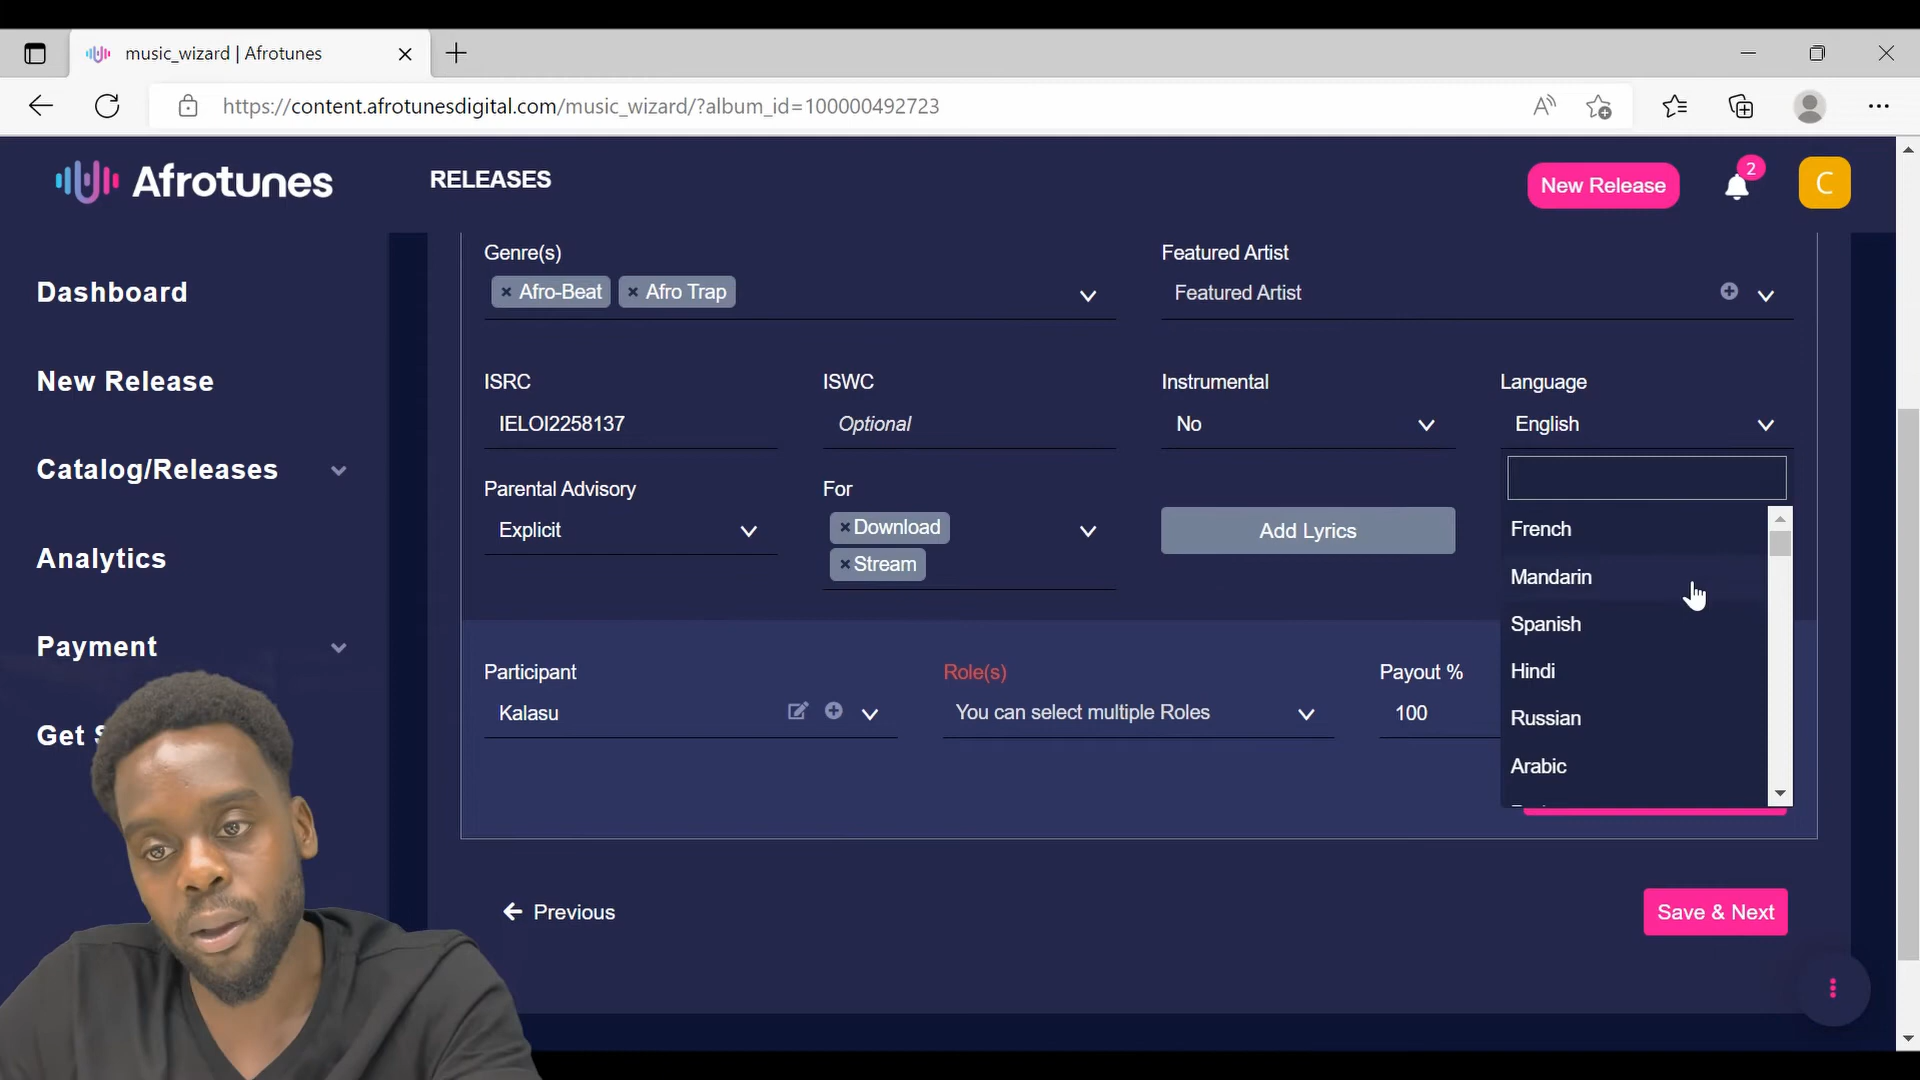 music_wizard | Afrotunes
https://content.afrotunesdigital.com/music_wizard/?album_id=100000492723
Afrotunes
RELEASES
New Release
2
C
Dashboard
New Release
Catalog/Releases
Analytics
Payment
Get
Genre(s)
× Afro-Beat × Afro Trap
Featured Artist
Featured Artist
ISRC
IELOI2258137
ISWC
Optional
Instrumental
No
Language
English
French
Mandarin
Spanish
Hindi
Russian
Arabic
Parental Advisory
Explicit
For
×Download
×Stream
Add Lyrics
Participant
Kalasu
Role(s)
You can select multiple Roles
Payout %
100
Previous
Save & Next